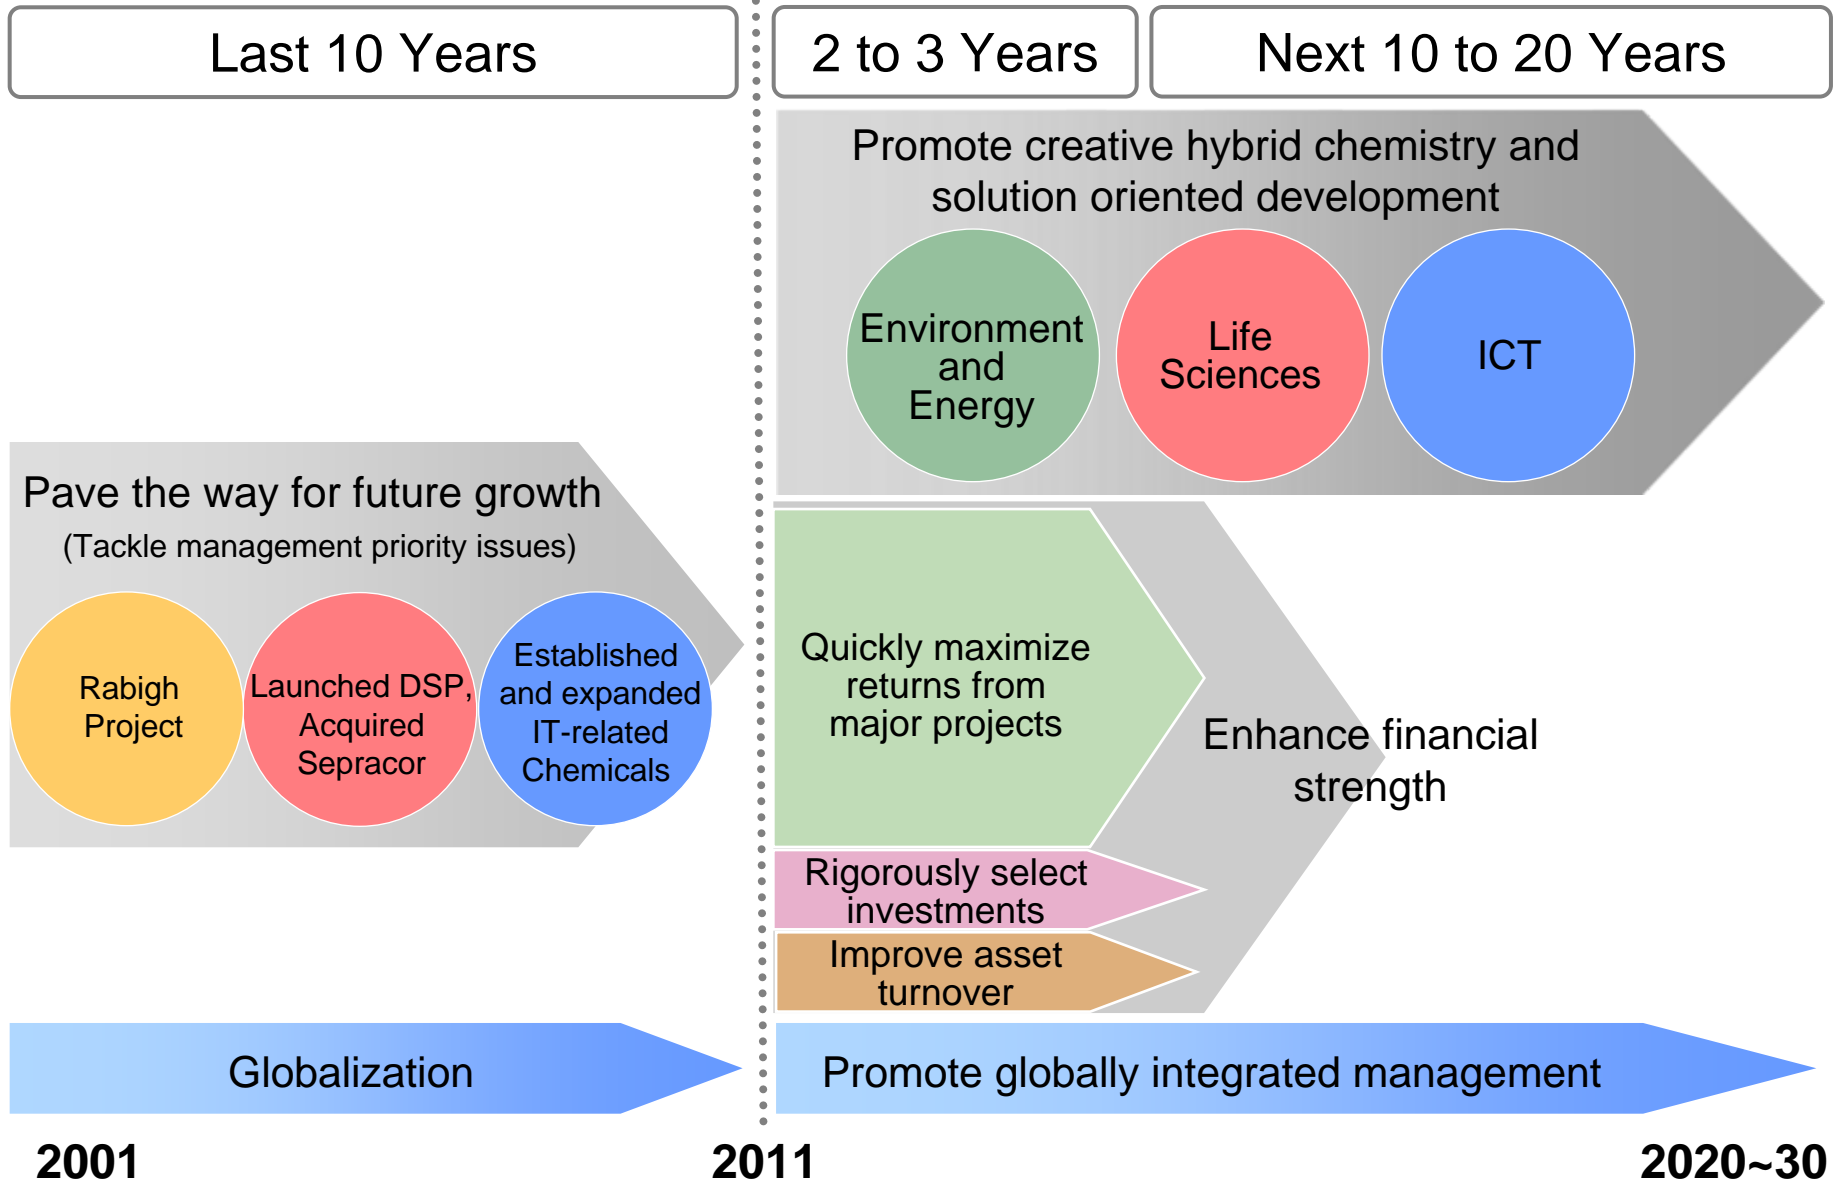 Last 10 Years
2 to 3 Years
Next 10 to 20 Years
Promote creative hybrid chemistry and
solution oriented development
Environment
and
Energy
Life
Sciences
ICT
Pave the way for future growth
(Tackle management priority issues)
Rabigh
Project
Launched DSP,
Acquired
Sepracor
Established
and expanded
IT-related
Chemicals
Quickly maximize
returns from
major projects
Rigorously select
investments
Improve asset
turnover
Enhance financial
strength
Globalization
Promote globally integrated management
2001
2011
2020~30